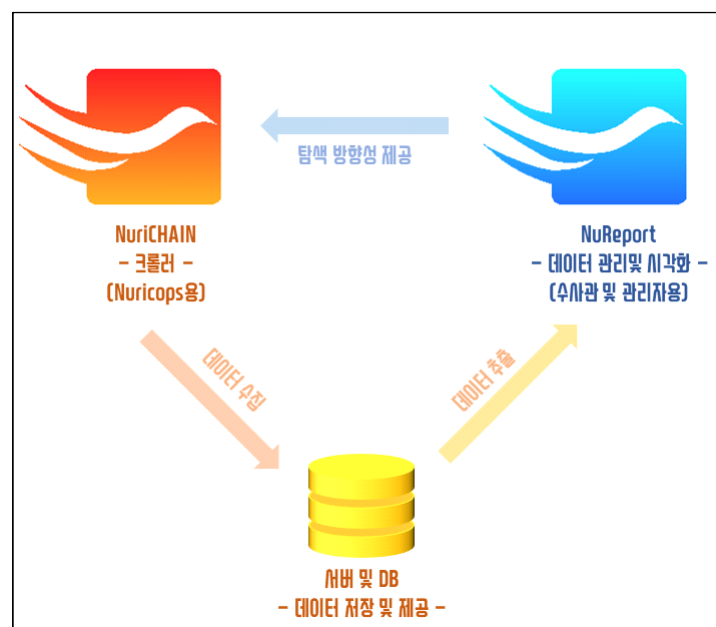 탐색 방향성 제공
NuriCHAIN
- 크롤러 -
(Nuricops용)
NuReport
- 데이터 관리및 시각화 -
(수사관 및 관리자용)
데이터 수집
데이터 추출
서버 및 DB
- 데이터 저장 및 제공 -